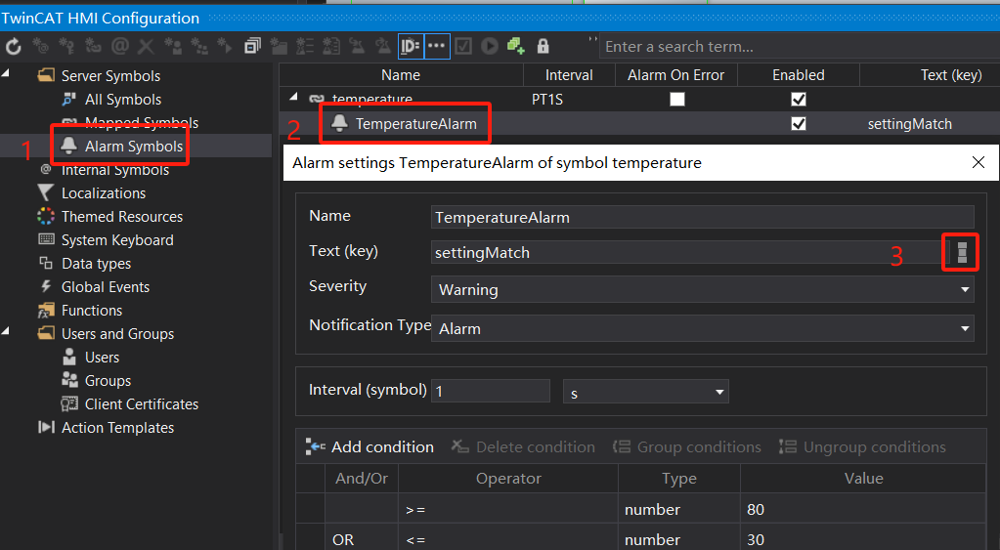 TwinCAT HMI Configuration
ID: Enter a search term...
Server Symbols
All Symbols
Mapped Symbols
1 Alarm Symbols
Internal Symbols
Localizations
Themed Resources
System Keyboard
Data types
Global Events
Functions
Users and Groups
Users
Groups
Client Certificates
Action Templates
Name Interval Alarm On Error Enabled Text (key)
temperature PT1S
2 TemperatureAlarm settingMatch
Alarm settings TemperatureAlarm of symbol temperature
Name TemperatureAlarm
Text (key) settingMatch 3
Severity Warning
Notification Type Alarm
Interval (symbol) 1 s
Add condition Delete condition Group conditions Ungroup conditions
And/Or Operator Type Value
>= number 80
OR <= number 30